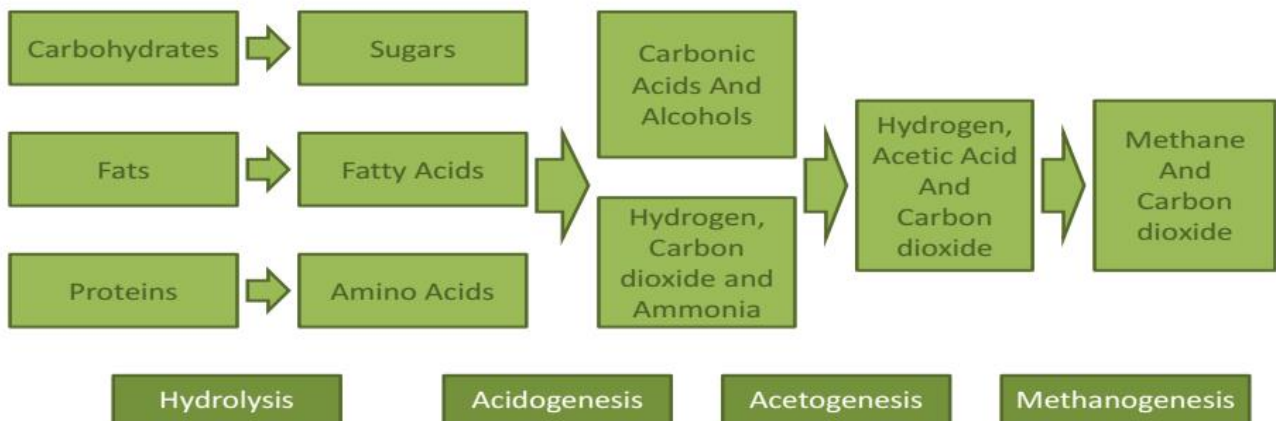 Carbohydrates
Sugars
Fats
Fatty Acids
Proteins
Amino Acids
Carbonic
Acids And
Alcohols
Hydrogen,
Carbon
dioxide and
Ammonia
Hydrogen,
Acetic Acid
And
Carbon
dioxide
Methane
And
Carbon
dioxide
Hydrolysis
Acidogenesis
Acetogenesis
Methanogenesis